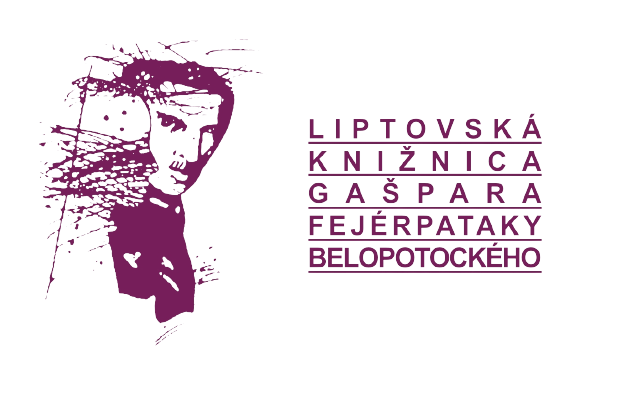 LIPTOVSKÁ
KNIŽNICA
GAŠPARA
FEJÉRPATAKY
BELOPOTOCKÉHO